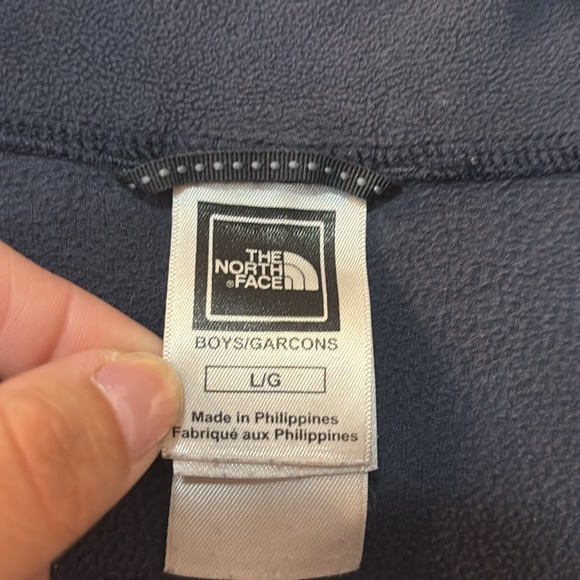 THE
NORTH
®FACE
BOYS/GARCONS
L/G
Made in Philippines
Fabriqué aux Philippines